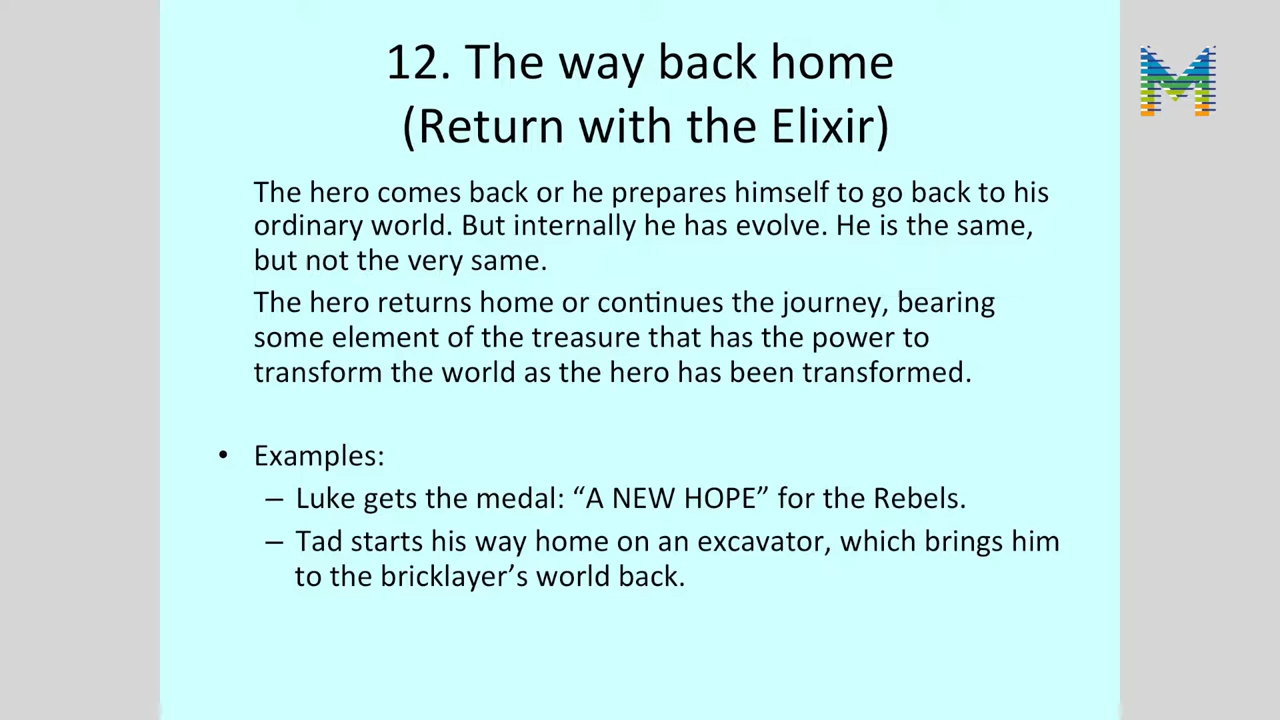 12. The way back home
(Return with the Elixir)
The hero comes back or he prepares himself to go back to his
ordinary world. But internally he has evolve. He is the same,
but not the very same.
The hero returns home or continues the journey, bearing
some element of the treasure that has the power to
transform the world as the hero has been transformed.
• Examples:
– Luke gets the medal: “A NEW HOPE” for the Rebels.
– Tad starts his way home on an excavator, which brings him
to the bricklayer’s world back.
M